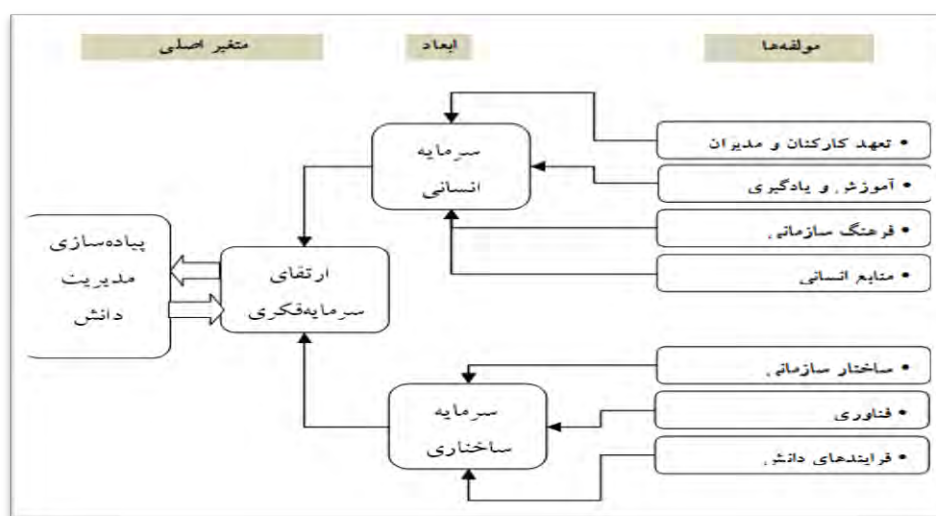 مولفه‌ها
ابعاد
متغیر اصلی
• تعهد کارکنان و مدیران
• آموزش و یادگیری
• فرهنگ سازمانی
• منابع انسانی
• ساختار سازمانی
• فناوری
• فرایندهای دانش
سرمایه
انسانی
سرمایه
ساختاری
ارتقای
سرمایه‌فکری
پیاده‌سازی
مدیریت
دانش